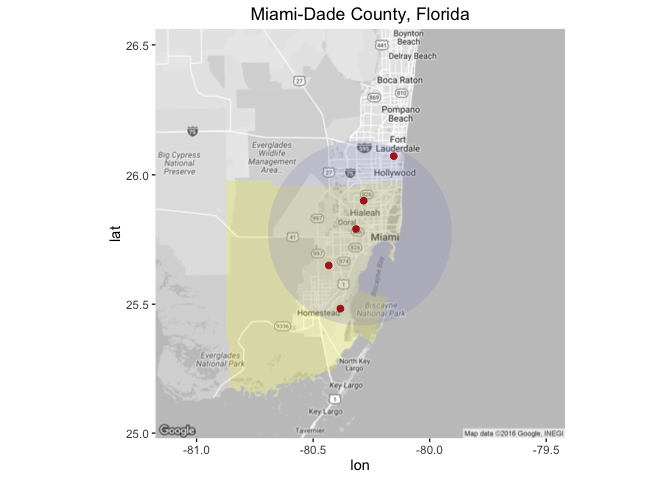 Miami-Dade County, Florida
26.5
26.0
25.5
25.0
lat
Boynton
Beach
441
Delray Beach
27
Boca Raton
869
810
Pompano
Beach
75
Fort
Lauderdale
Everglades
Wildlife
Management
Area...
595
Big Cypress
National
Preserve
27
75
Hollywood
926
Hialeah
997
Doral
41
Miami
826
997
874
Biscayne Bay
1
Biscayne
National Park
Homestead
9336
Everglades
National Park
North Key
Largo
Key Largo
1
Key Largo
Tavernier
Google
Map data ©2016 Google, INEGI
-81.0
-80.5
-80.0
-79.5
lon